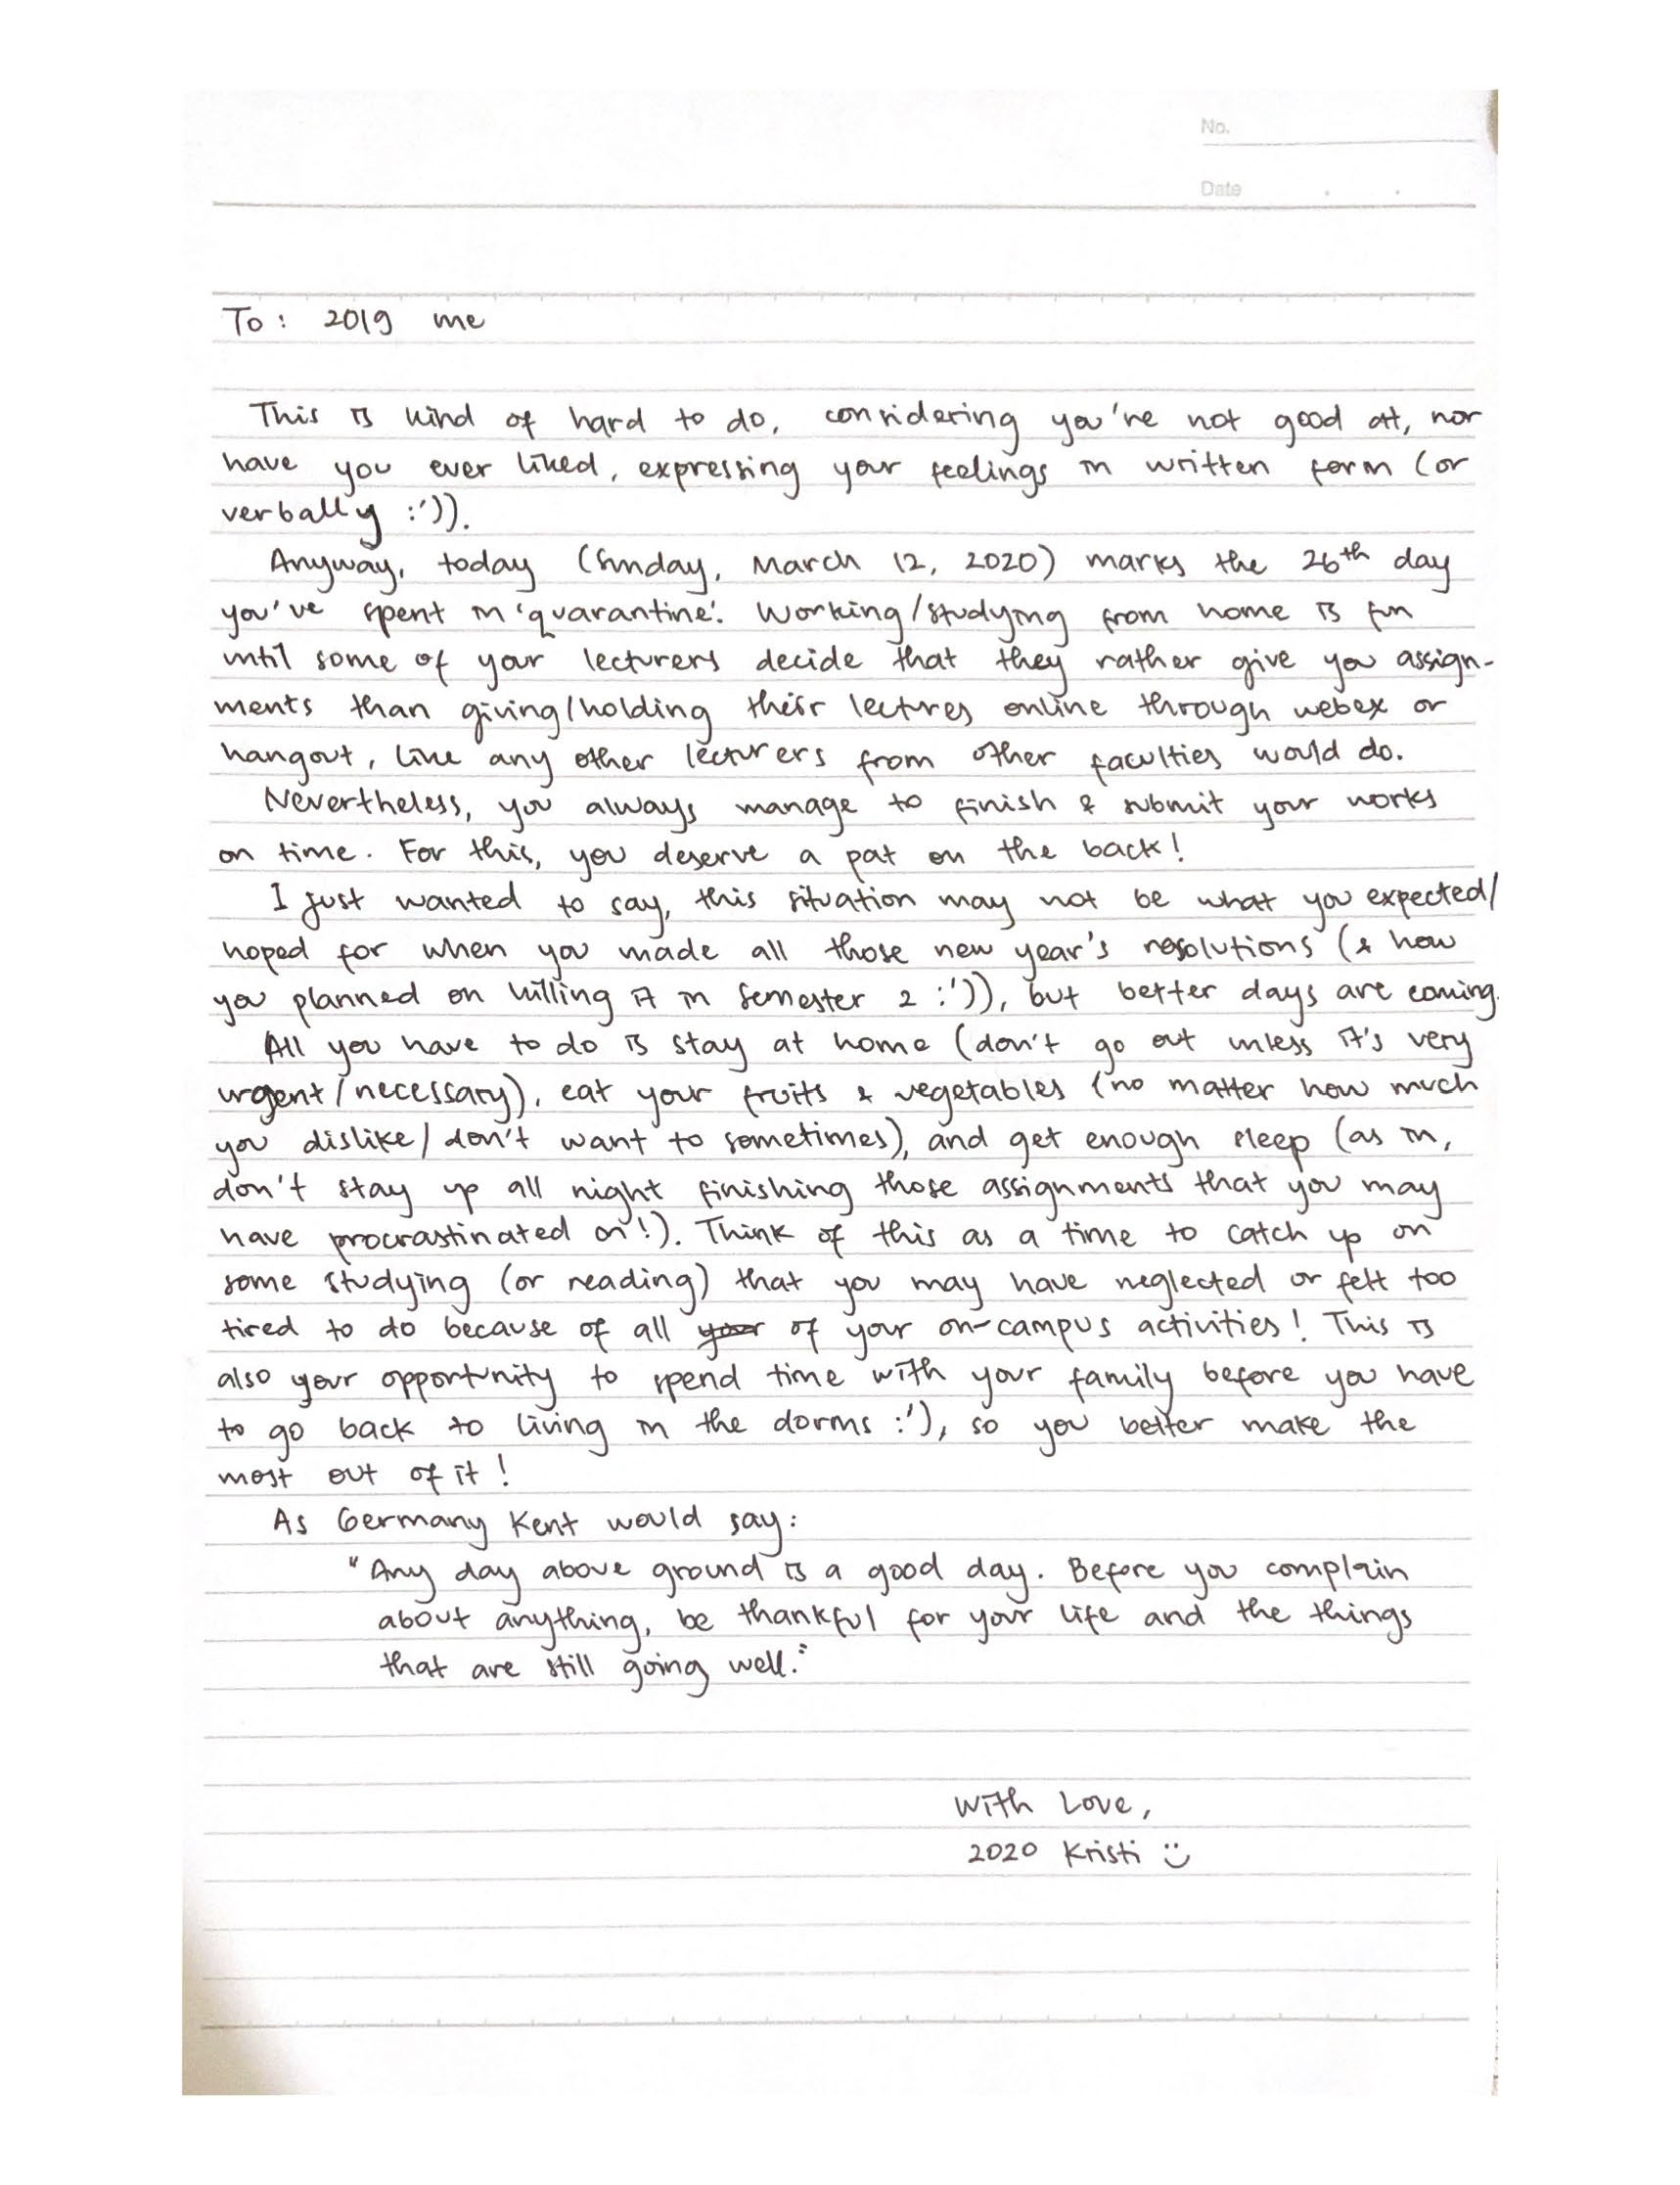 No.
Date
To: 2019 me
This is kind of hard to do, considering you're not good at, nor
have you ever liked, expressing your feelings in written form (or
verbally :')).
Anyway, today (Sunday, March 12, 2020) marks the 26th day
you've spent in 'quarantine'. Working/studying from home is fun
until some of your lecturers decide that they rather give you assign-
ments than giving/holding their lectures online through webex or
hangout, like any other lecturers from other faculties would do.
Nevertheless, you always manage to finish & submit your works
on time. For this, you deserve a pat on the back!
I just wanted to say, this situation may not be what you expected/
hoped for when you made all those new year's resolutions (& how
you planned on killing it in semester 2 :')), but better days are coming.
All you have to do is stay at home (don't go out unless it's very
urgent/necessary), eat your fruits & vegetables (no matter how much
you dislike/don't want to sometimes), and get enough sleep (as in,
don't stay up all night finishing those assignments that you may
have procrastinated on!). Think of this as a time to catch up on
some studying (or reading) that you may have neglected or felt too
tired to do because of all your of your on-campus activities! This is
also your opportunity to spend time with your family before you have
to go back to living in the dorms :'), so you better make the
most out of it!
As Germany Kent would say:
"Any day above ground is a good day. Before you complain
about anything, be thankful for your life and the things
that are still going well."
With Love,
2020 Kristi :)